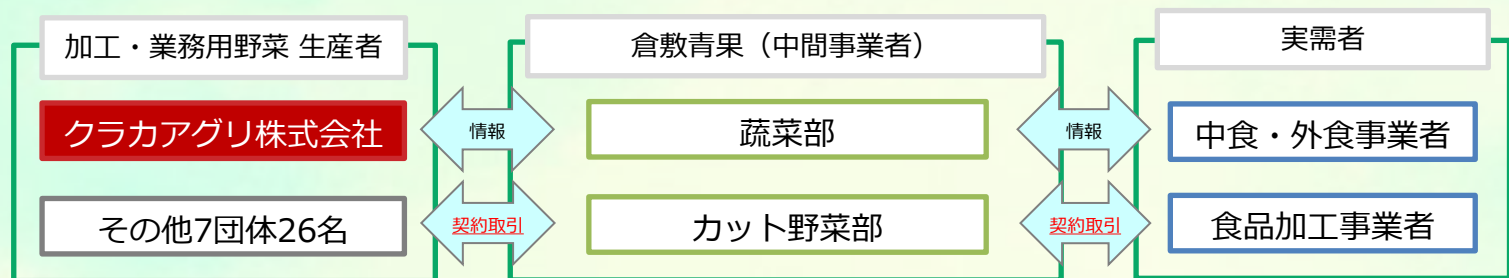 加工・業務用野菜 生産者
倉敷青果（中間事業者）
実需者
クラカアグリ株式会社
情報
蔬菜部
情報
中食・外食事業者
その他7団体26名
契約取引
カット野菜部
契約取引
食品加工事業者